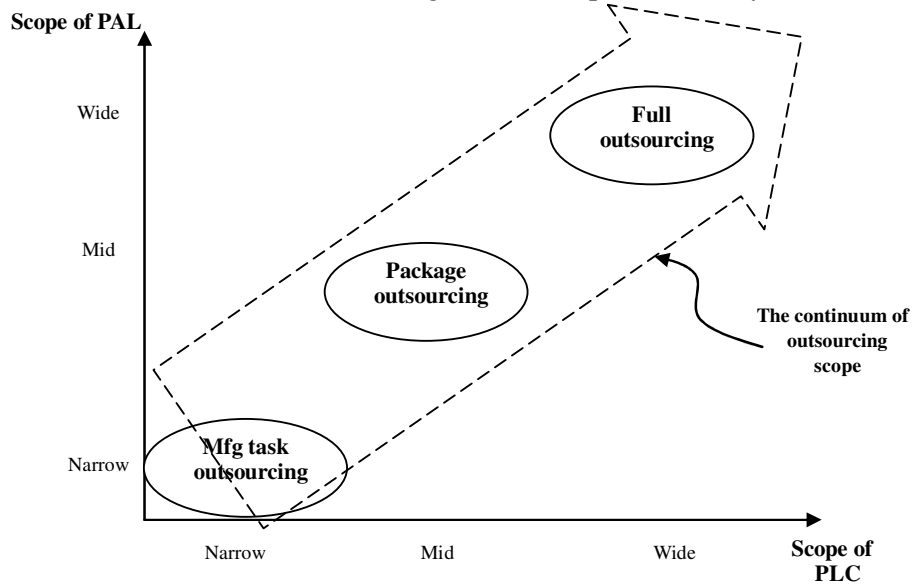 Scope of PAL
Wide
Full
outsourcing
Mid
Package
outsourcing
The continuum of
outsourcing
scope
Mfg task
outsourcing
Narrow
Narrow
Mid
Wide
Scope of
PLC